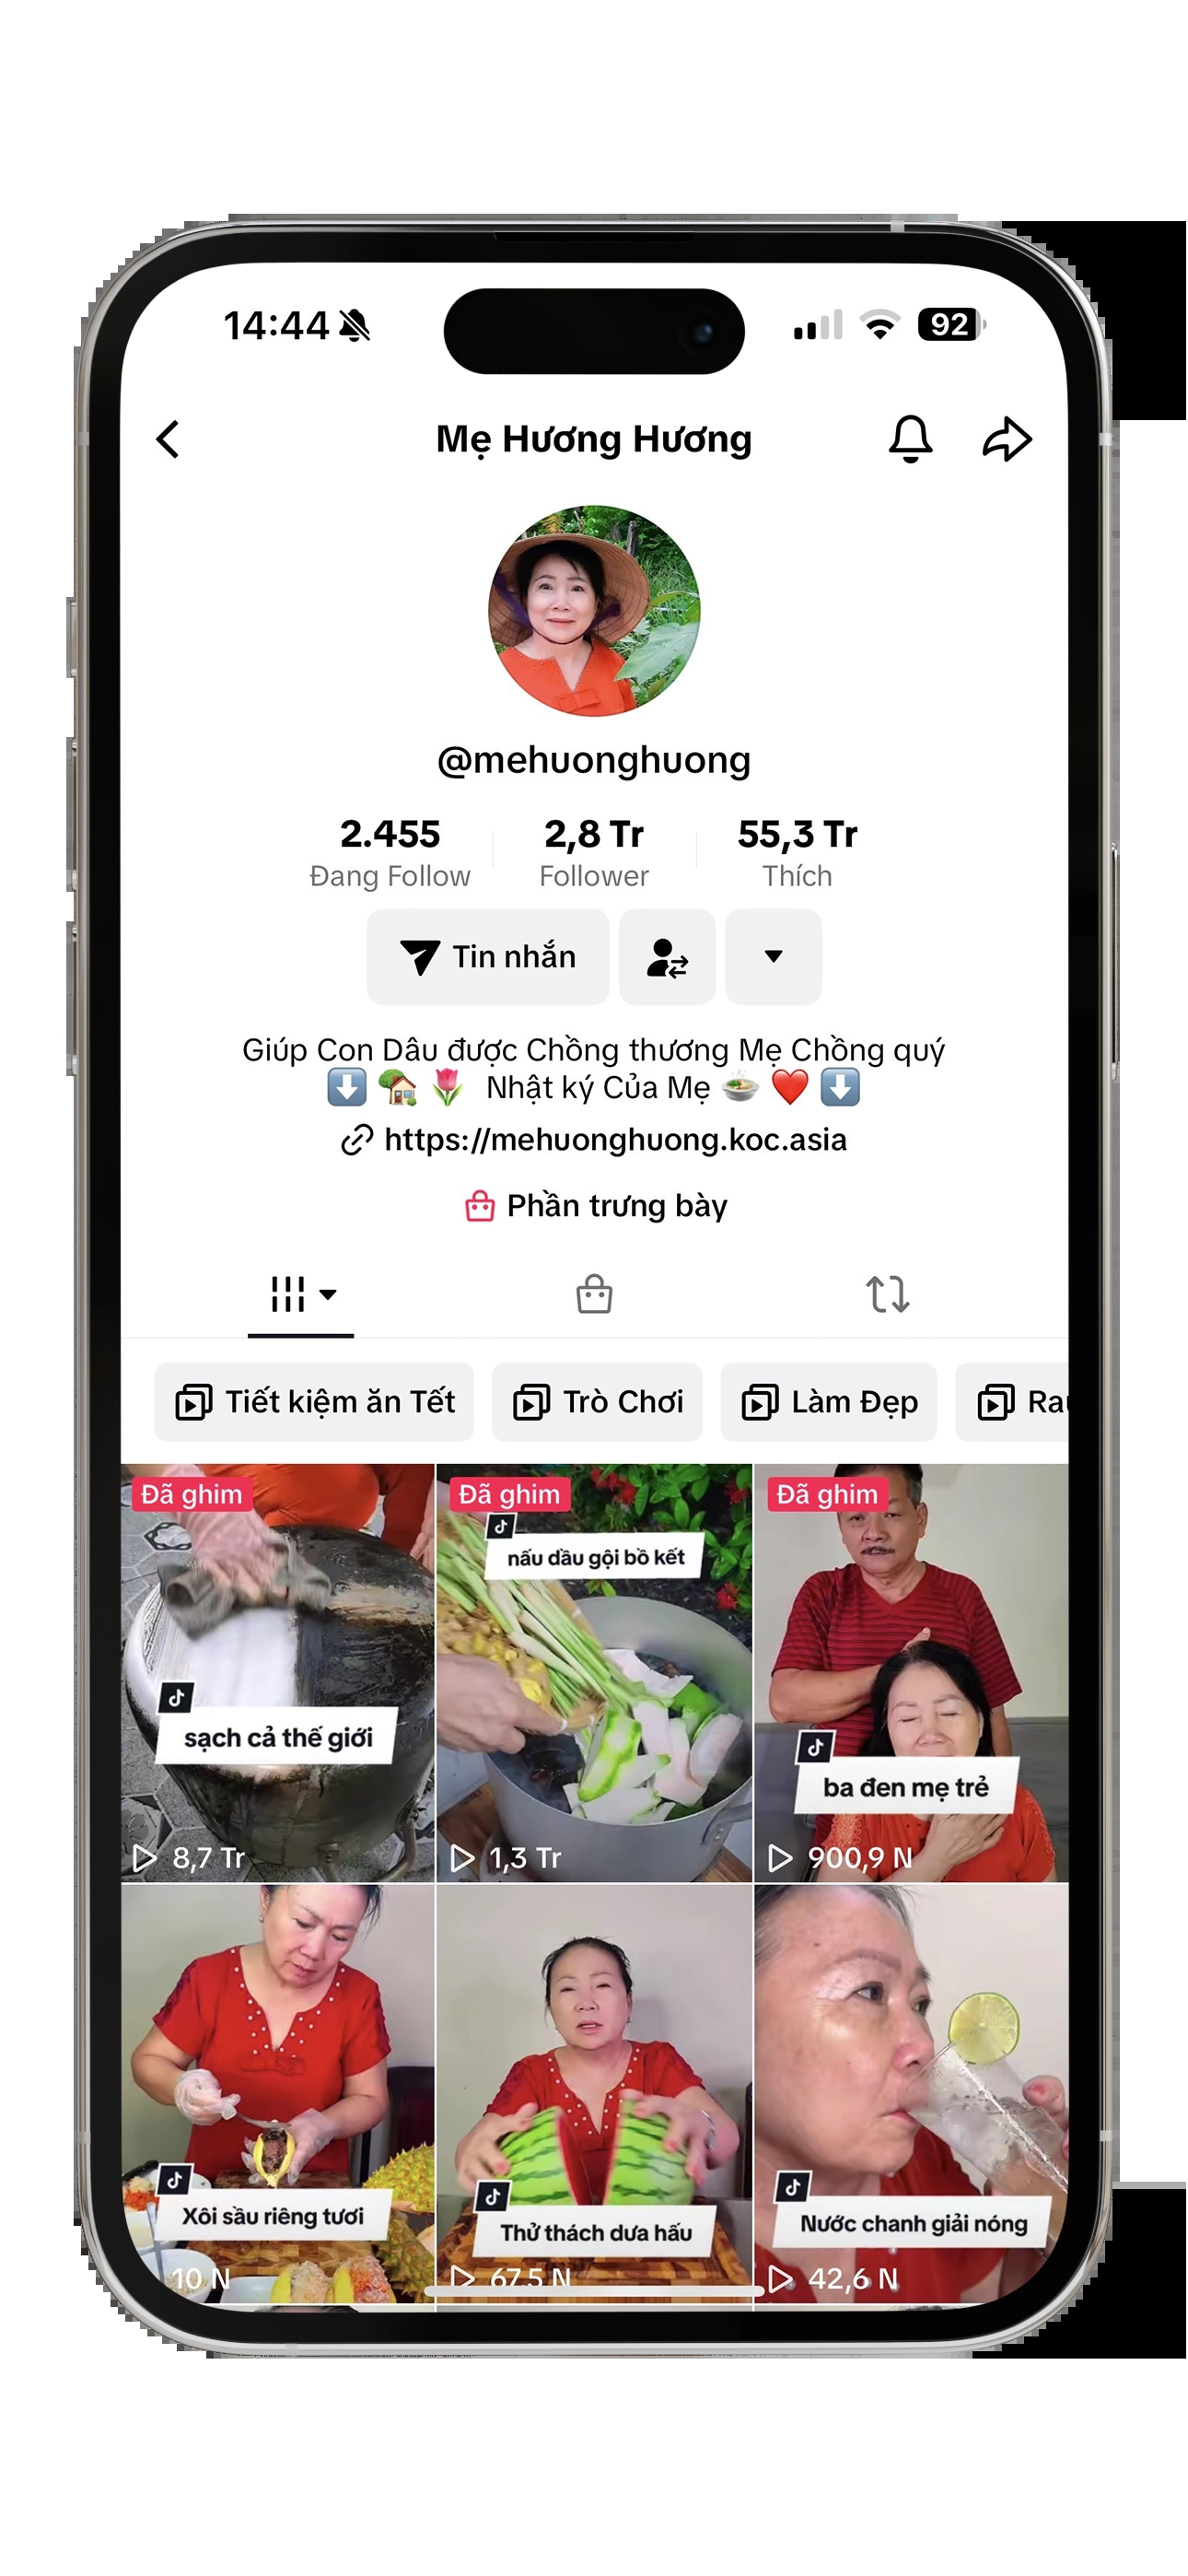 14:44
92
Mẹ Hương Hương
@mehuonghuong
2.455
Đang Follow
2,8 Tr
Follower
55,3 Tr
Thích
Tin nhắn
Giúp Con Dâu được Chồng thương Mẹ Chồng quý
⬇️ 🏡 🌷 Nhật ký Của Mẹ 🍲 ❤️ ⬇️
https://mehuonghuong.koc.asia
Phần trưng bày
Tiết kiệm ăn Tết
Trò Chơi
Làm Đẹp
Đã ghim
sạch cả thế giới
8,7 Tr
Đã ghim
nấu dầu gội bồ kết
1,3 Tr
Đã ghim
ba đen mẹ trẻ
900,9 N
Xôi sầu riêng tươi
10 N
Thử thách dưa hấu
67,5 N
Nước chanh giải nóng
42,6 N